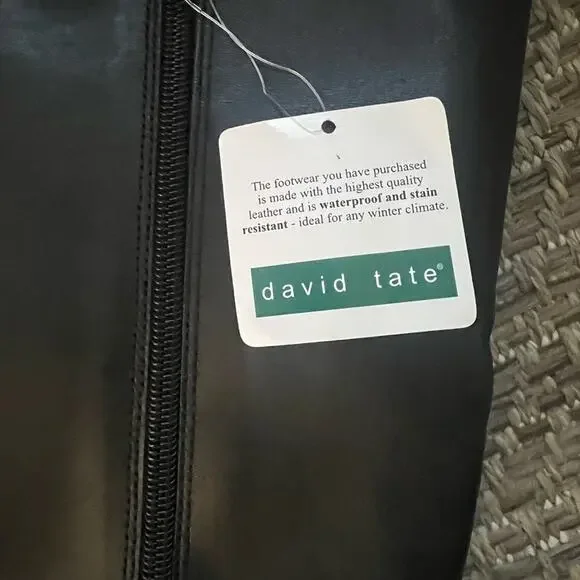 The footwear you have purchased
is made with the highest quality
leather and is waterproof and stain
resistant - ideal for any winter climate.
david tate®